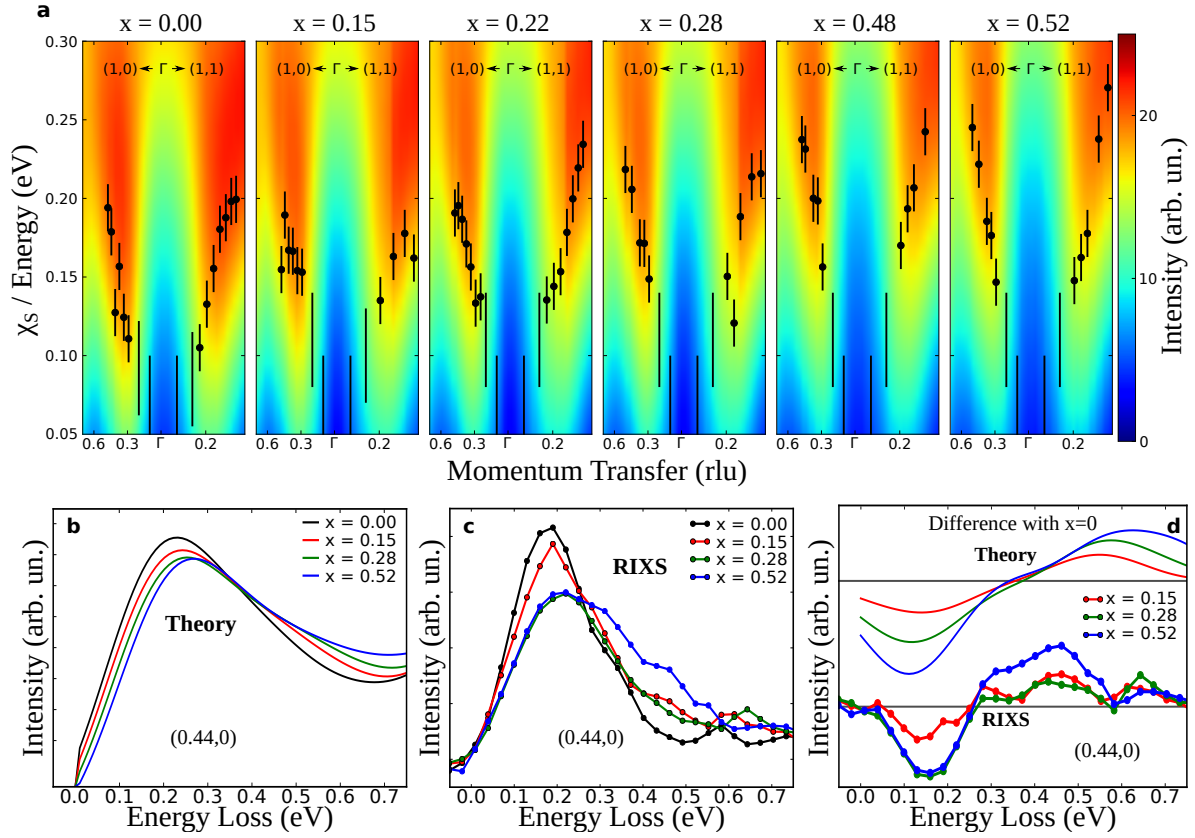 a
x = 0.00 x = 0.15 x = 0.22 x = 0.28 x = 0.48 x = 0.52
(1,0) Γ (1,1) (1,0) Γ (1,1) (1,0) Γ (1,1) (1,0) Γ (1,1) (1,0) Γ (1,1) (1,0) Γ (1,1)
χs / Energy (eV)
0.30
0.25
0.20
0.15
0.10
0.05
0.6 0.3 Γ 0.2 0.6 0.3 Γ 0.2 0.6 0.3 Γ 0.2 0.6 0.3 Γ 0.2 0.6 0.3 Γ 0.2 0.6 0.3 Γ 0.2
Momentum Transfer (rlu)
20
10
0
Intensity (arb. un.)
b
x = 0.00
x = 0.15
x = 0.28
x = 0.52
Theory
(0.44,0)
Intensity (arb. un.)
0.0 0.1 0.2 0.3 0.4 0.5 0.6 0.7
Energy Loss (eV)
c
x = 0.00
x = 0.15
x = 0.28
x = 0.52
RIXS
(0.44,0)
Intensity (arb. un.)
0.0 0.1 0.2 0.3 0.4 0.5 0.6 0.7
Energy Loss (eV)
d
Difference with x=0
Theory
x = 0.15
x = 0.28
x = 0.52
RIXS
(0.44,0)
Intensity (arb. un.)
0.0 0.1 0.2 0.3 0.4 0.5 0.6 0.7
Energy Loss (eV)